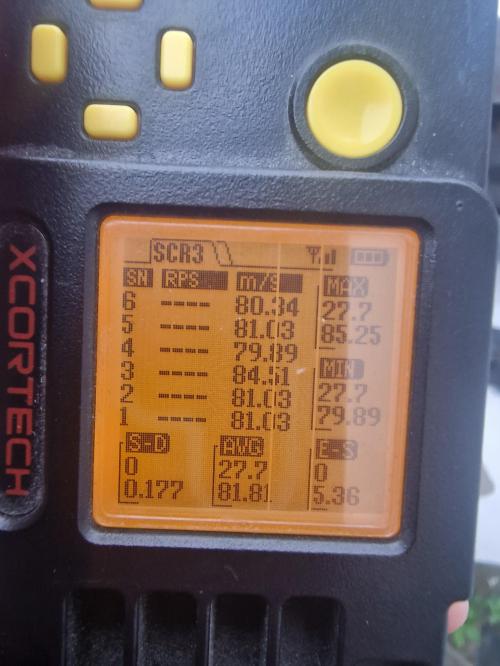 XCORTECH
SCR3
SN RPS m/s MAX
6 ---- 80.34 27.7
5 ---- 81.03 85.25
4 ---- 79.89 MIN
3 ---- 84.51 27.7
2 ---- 81.03 79.89
1 ---- 81.03
S-D AVG E-S
0 27.7 0
0.177 81.81 5.36